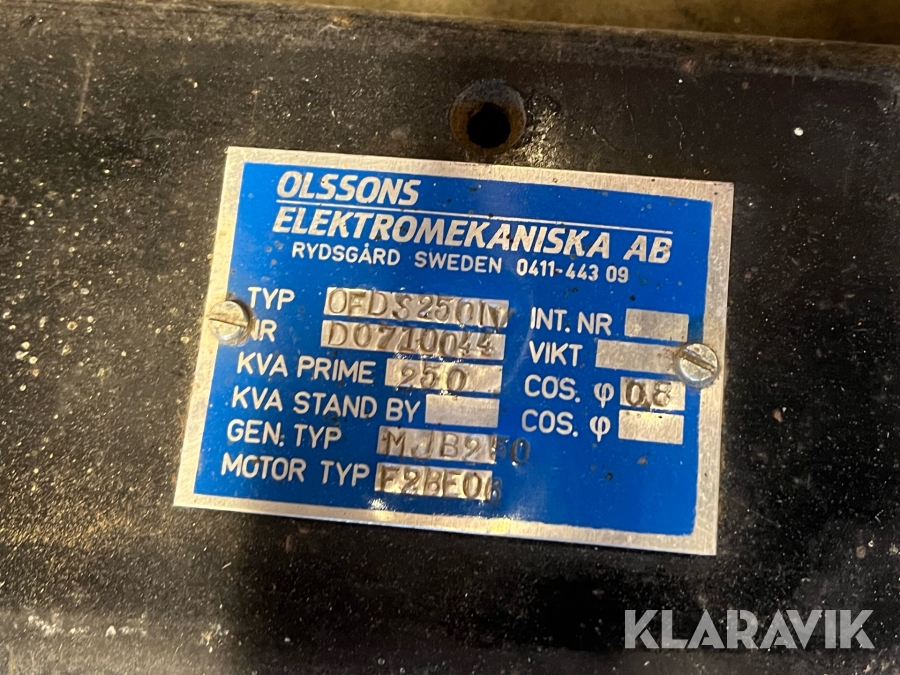 OLSSONS
ELEKTROMEKANISKA AB
RYDSGÅRD SWEDEN 0411-443 09
TYP OFDS250IV INT. NR
NR D0710044 VIKT
KVA PRIME 250 COS. φ 0.8
KVA STAND BY COS. φ
GEN. TYP MJB250
MOTOR TYP F2BE06
KLARAVIK